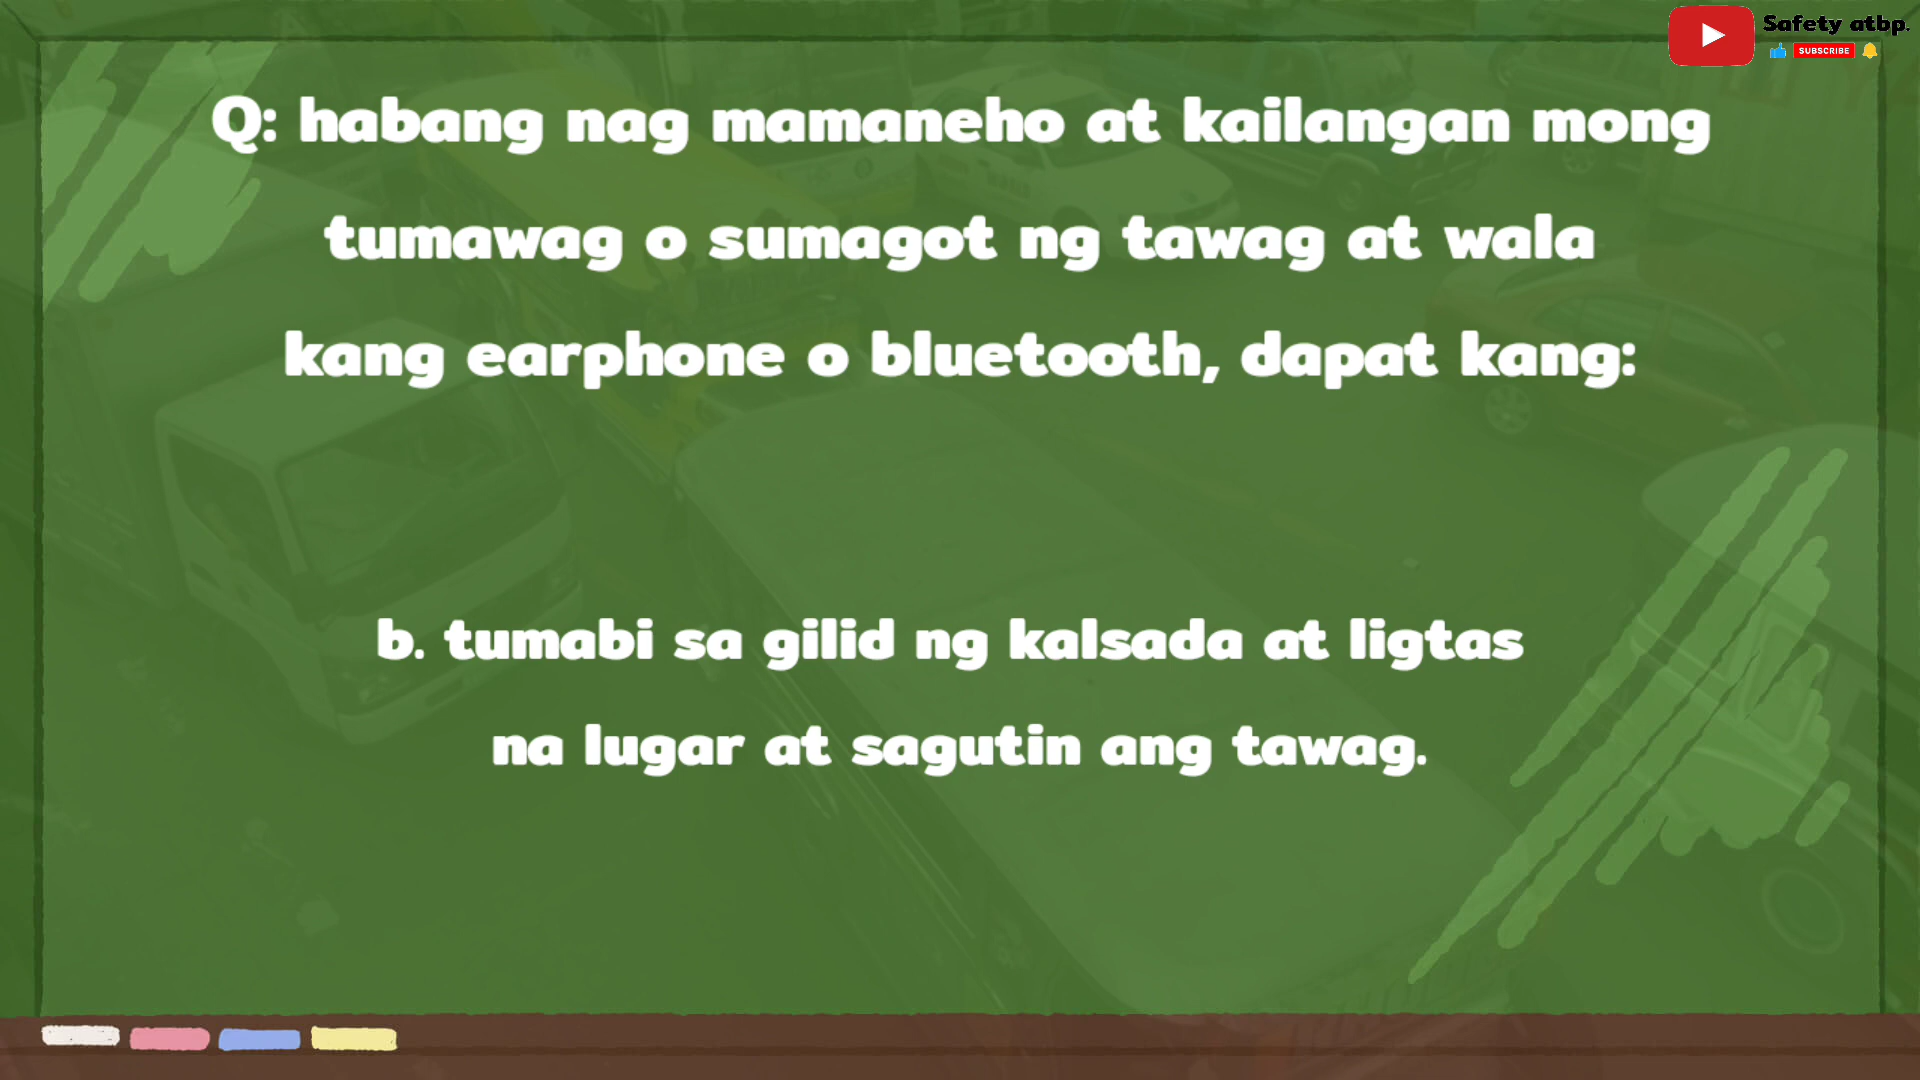 Safety atbp.
SUBSCRIBE
Q: habang nag mamaneho at kailangan mong
tumawag o sumagot ng tawag at wala
kang earphone o bluetooth, dapat kang:
b. tumabi sa gilid ng kalsada at ligtas
na lugar at sagutin ang tawag.